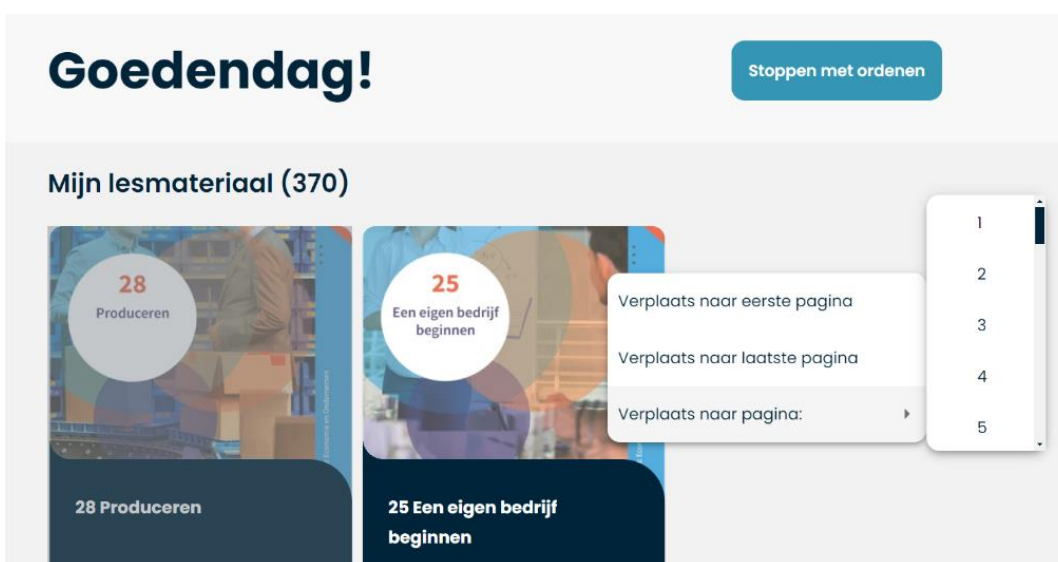 Goedendag!
Stoppen met ordenen
Mijn lesmateriaal (370)
28
Produceren
28 Produceren
25
Een eigen bedrijf
beginnen
25 Een eigen bedrijf
beginnen
Verplaats naar eerste pagina
Verplaats naar laatste pagina
Verplaats naar pagina:
1
2
3
4
5